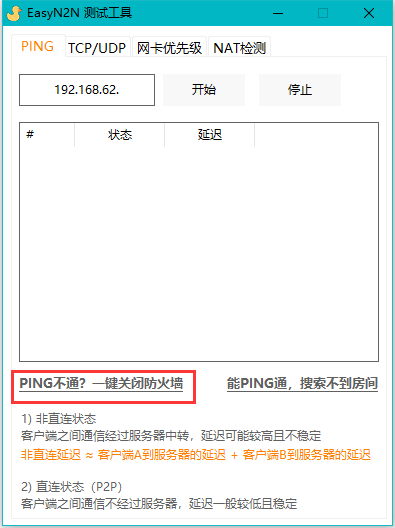 EasyN2N 测试工具
PING TCP/UDP 网卡优先级 NAT检测
192.168.62. 开始 停止
# 状态 延迟
PING不通？一键关闭防火墙 能PING通，搜索不到房间
1) 非直连状态
客户端之间通信经过服务器中转，延迟可能较高且不稳定
非直连延迟 ≈ 客户端A到服务器的延迟 + 客户端B到服务器的延迟
2) 直连状态（P2P）
客户端之间通信不经过服务器，延迟一般较低且稳定